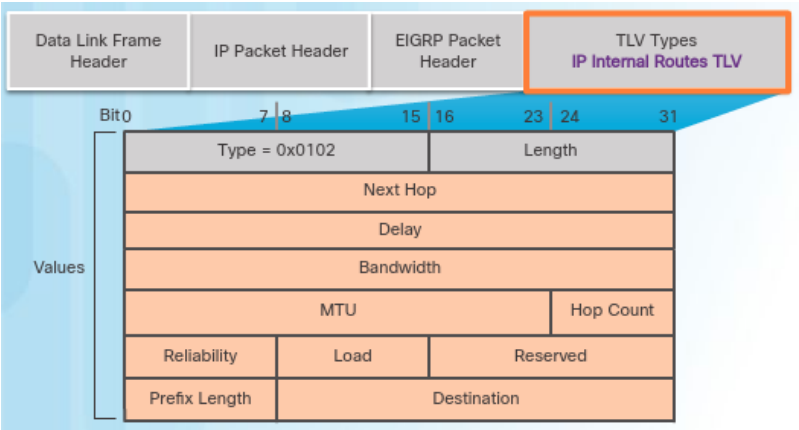 Data Link Frame
Header
IP Packet Header
EIGRP Packet
Header
TLV Types
IP Internal Routes TLV
Bit0 7 8 15 16 23 24 31
Type = 0x0102 Length
Next Hop
Delay
Values
Bandwidth
MTU Hop Count
Reliability Load Reserved
Prefix Length Destination